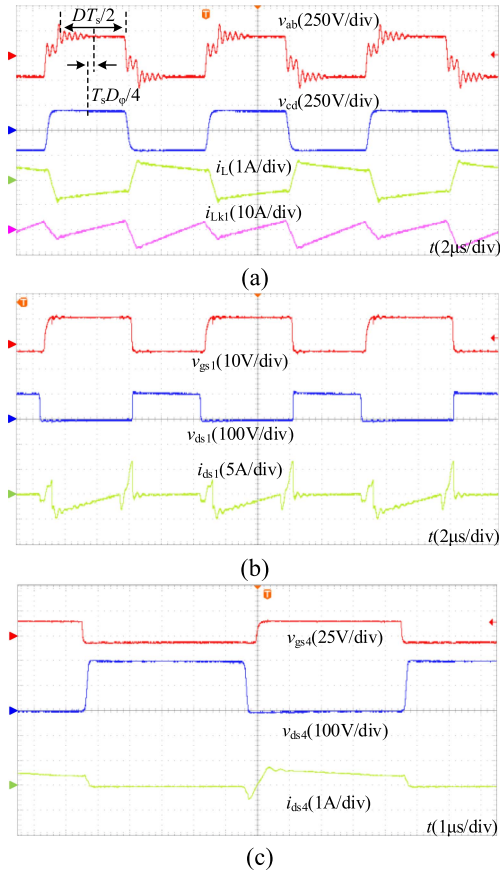 DTₛ/2
v_ab(250V/div)
TₛD_φ/4
v_cd(250V/div)
i_L(1A/div)
i_Lk1(10A/div)
t(2μs/div)
(a)
T
v_gs1(10V/div)
v_ds1(100V/div)
i_ds1(5A/div)
t(2μs/div)
(b)
T
v_gs4(25V/div)
v_ds4(100V/div)
i_ds4(1A/div)
t(1μs/div)
(c)